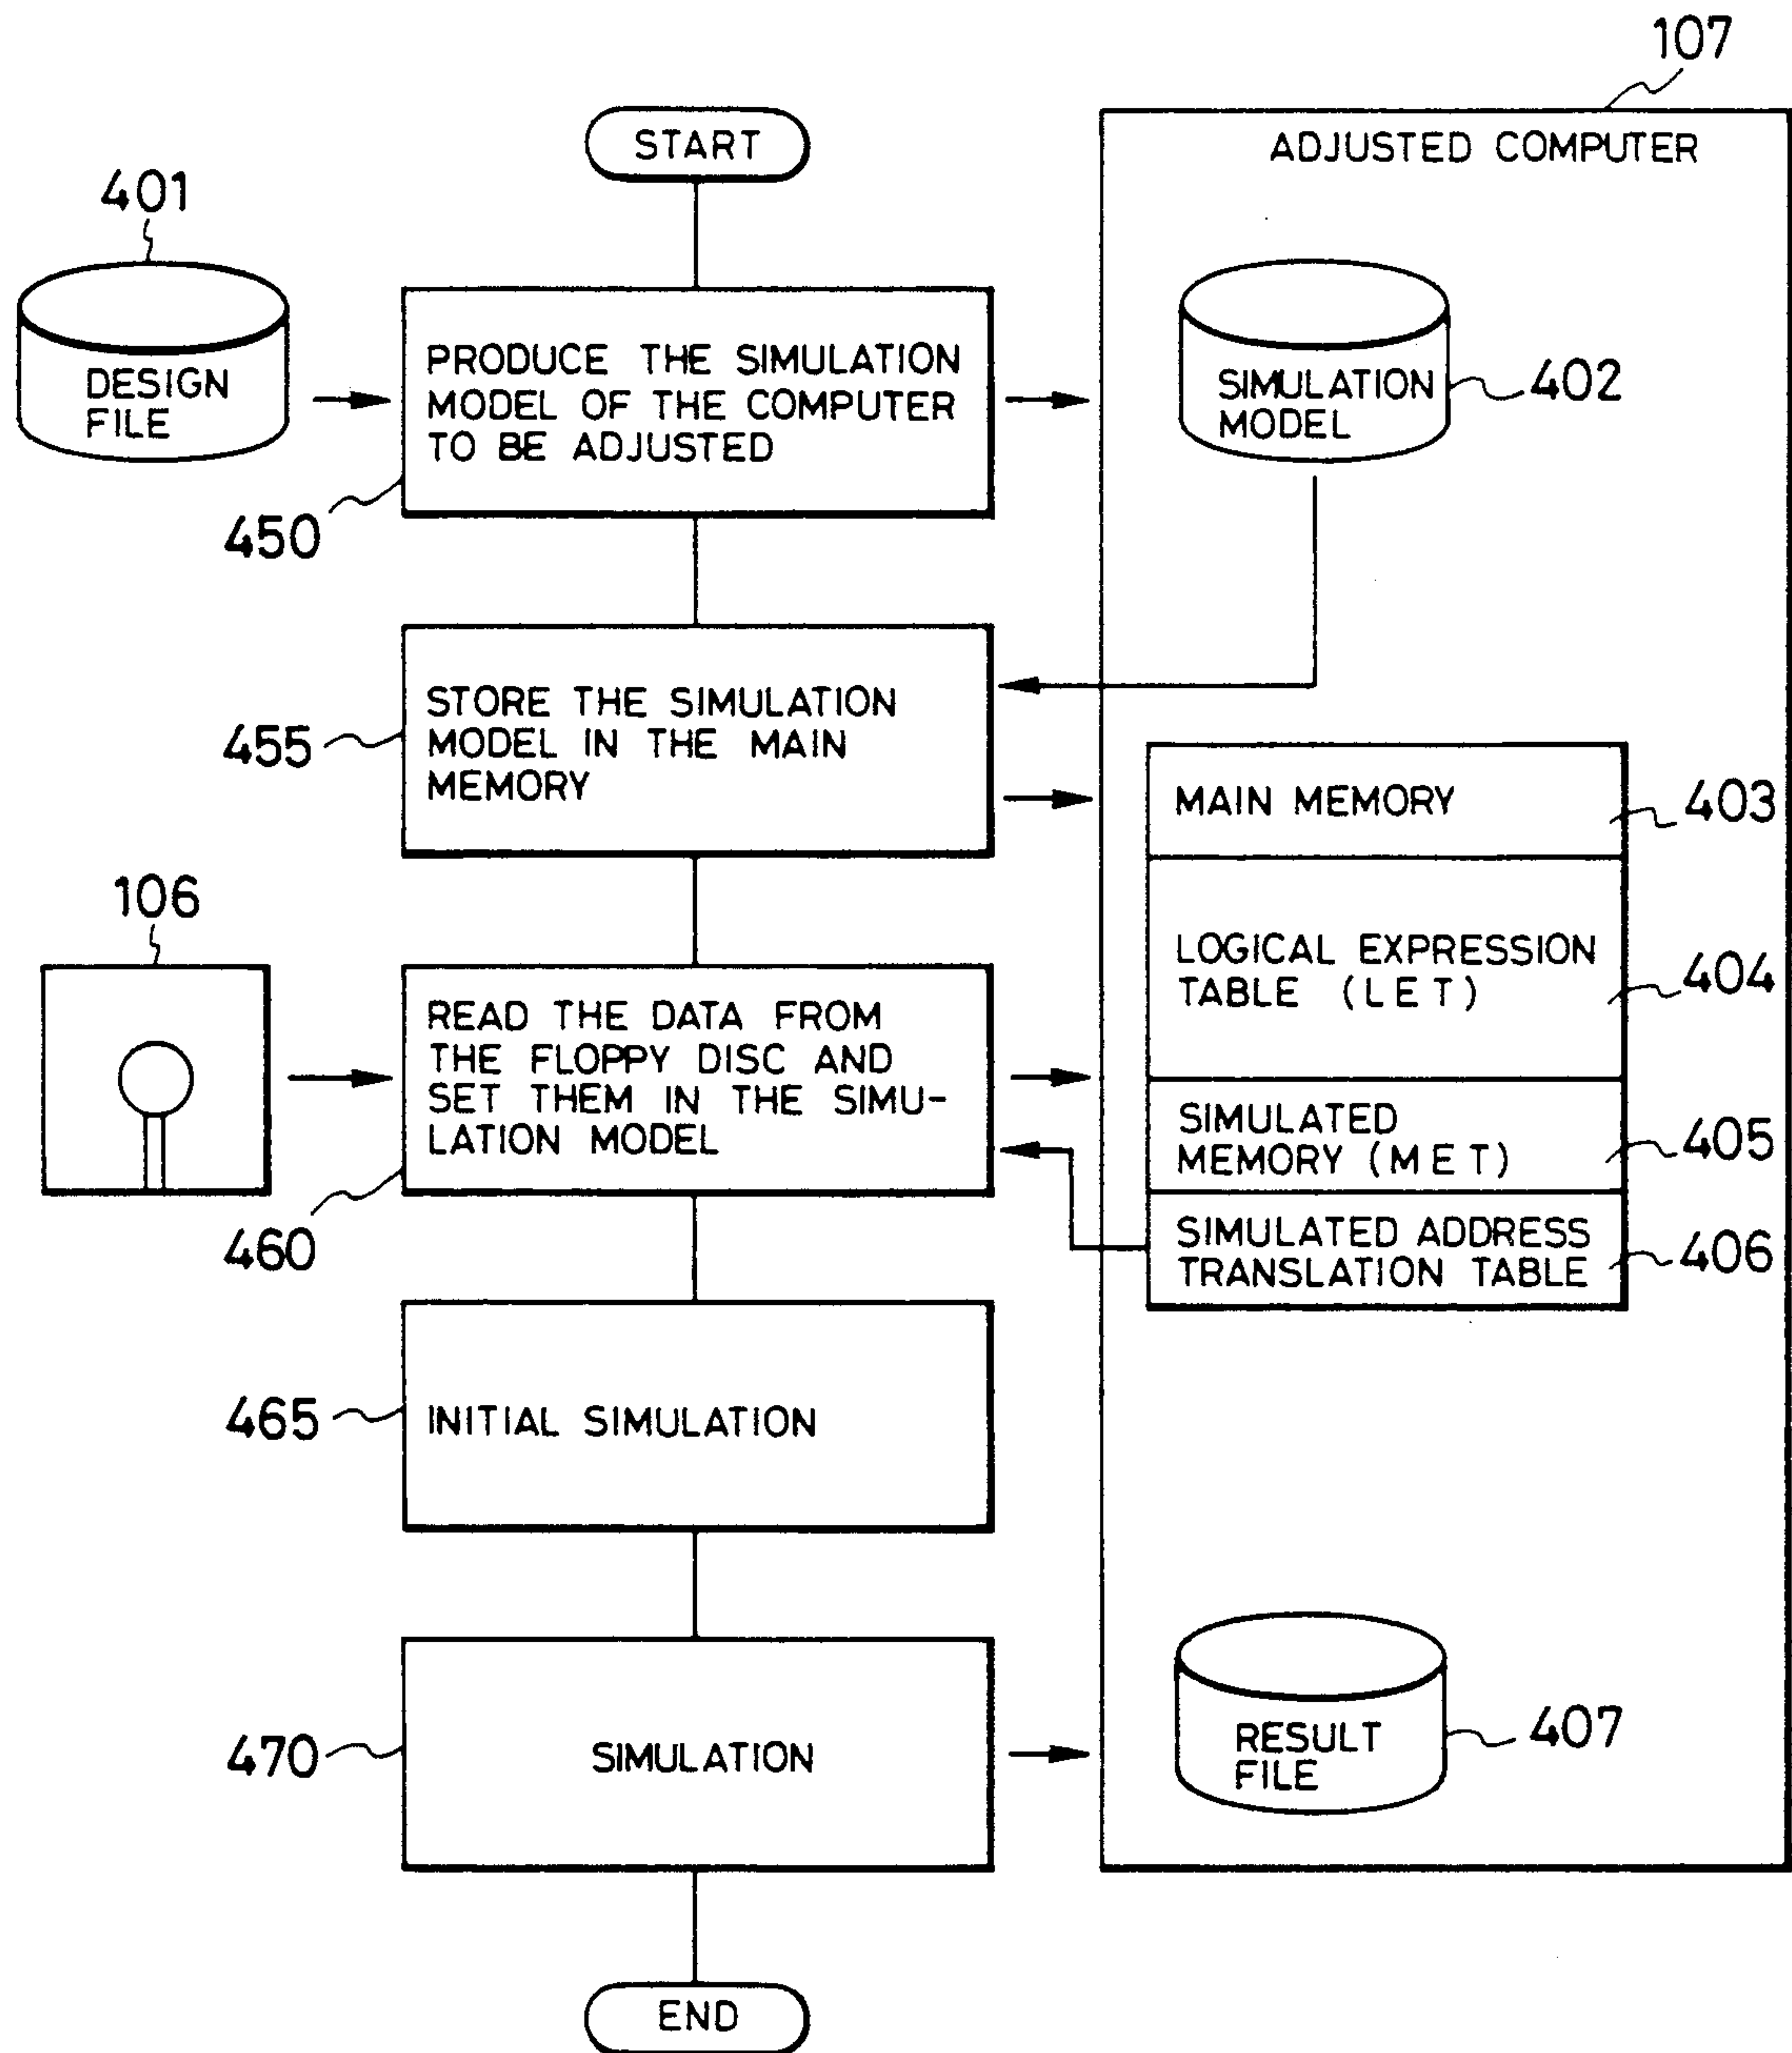 107
START
ADJUSTED COMPUTER
401
DESIGN
FILE
PRODUCE THE SIMULATION
MODEL OF THE COMPUTER
TO BE ADJUSTED
450
SIMULATION
MODEL
402
STORE THE SIMULATION
MODEL IN THE MAIN
MEMORY
455
MAIN MEMORY
403
LOGICAL EXPRESSION
TABLE (LET)
404
106
READ THE DATA FROM
THE FLOPPY DISC AND
SET THEM IN THE SIMU-
LATION MODEL
460
SIMULATED
MEMORY (MET)
405
SIMULATED ADDRESS
TRANSLATION TABLE
406
465
INITIAL SIMULATION
470
SIMULATION
RESULT
FILE
407
END